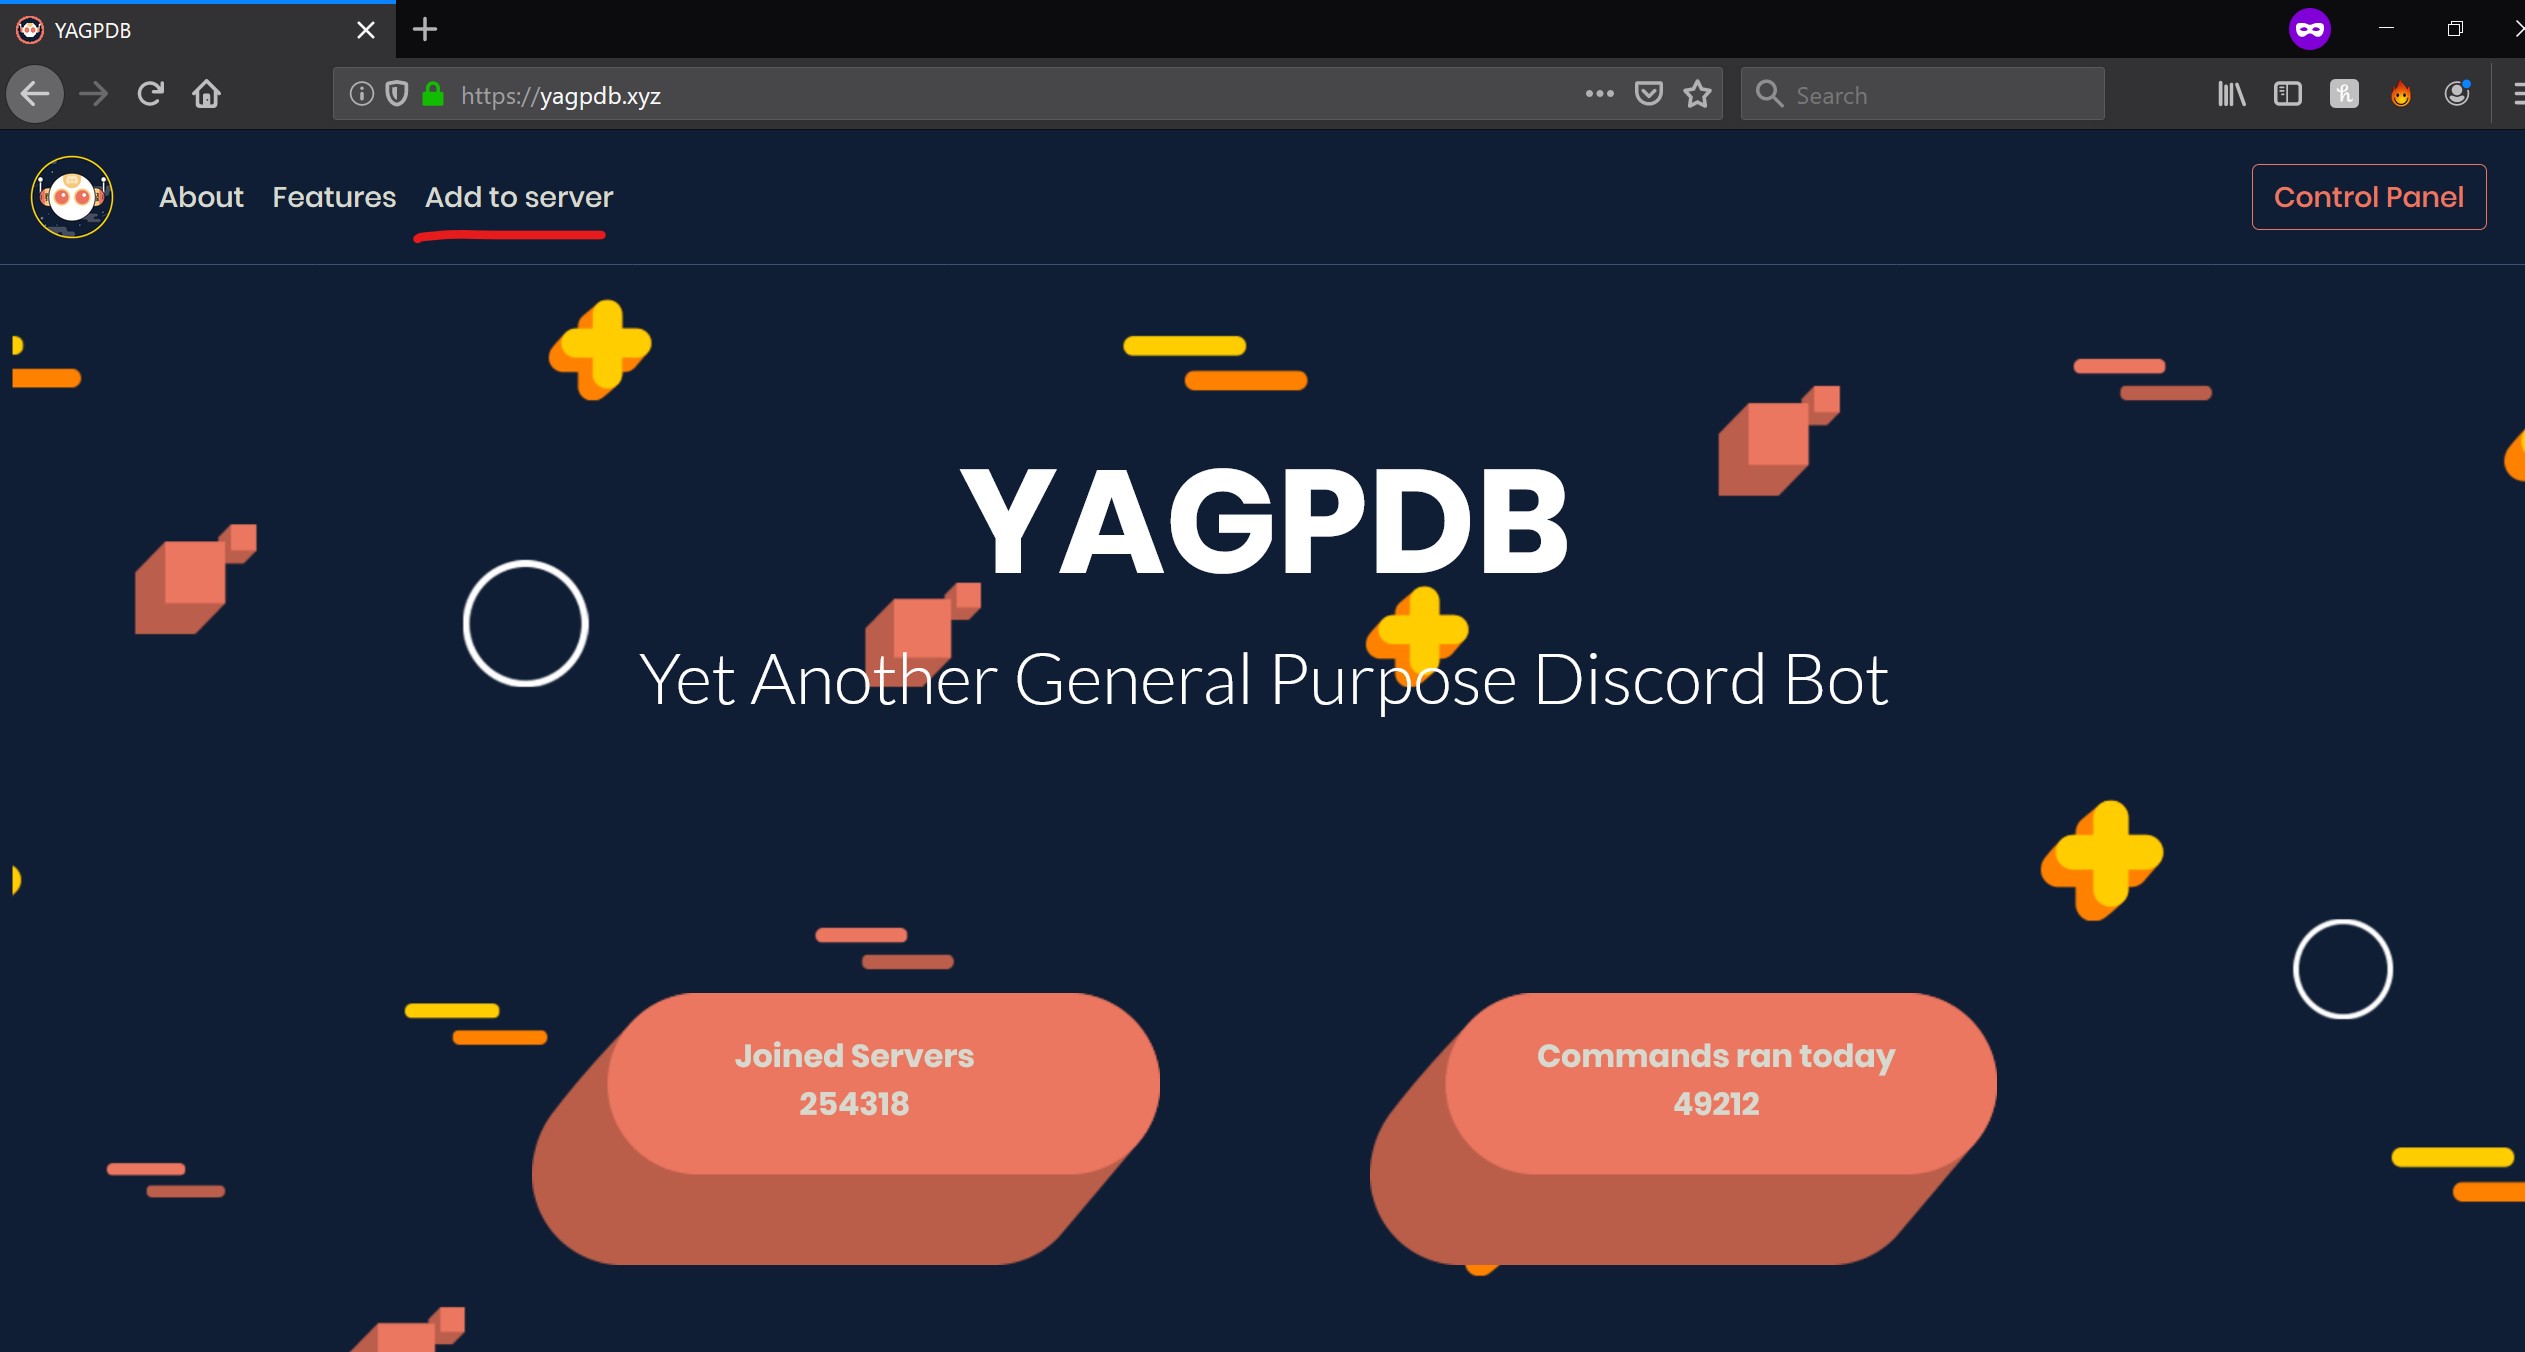 YAGPDB
https://yagpdb.xyz
Search
About Features Add to server
Control Panel
YAGPDB
Yet Another General Purpose Discord Bot
Joined Servers
254318
Commands ran today
49212